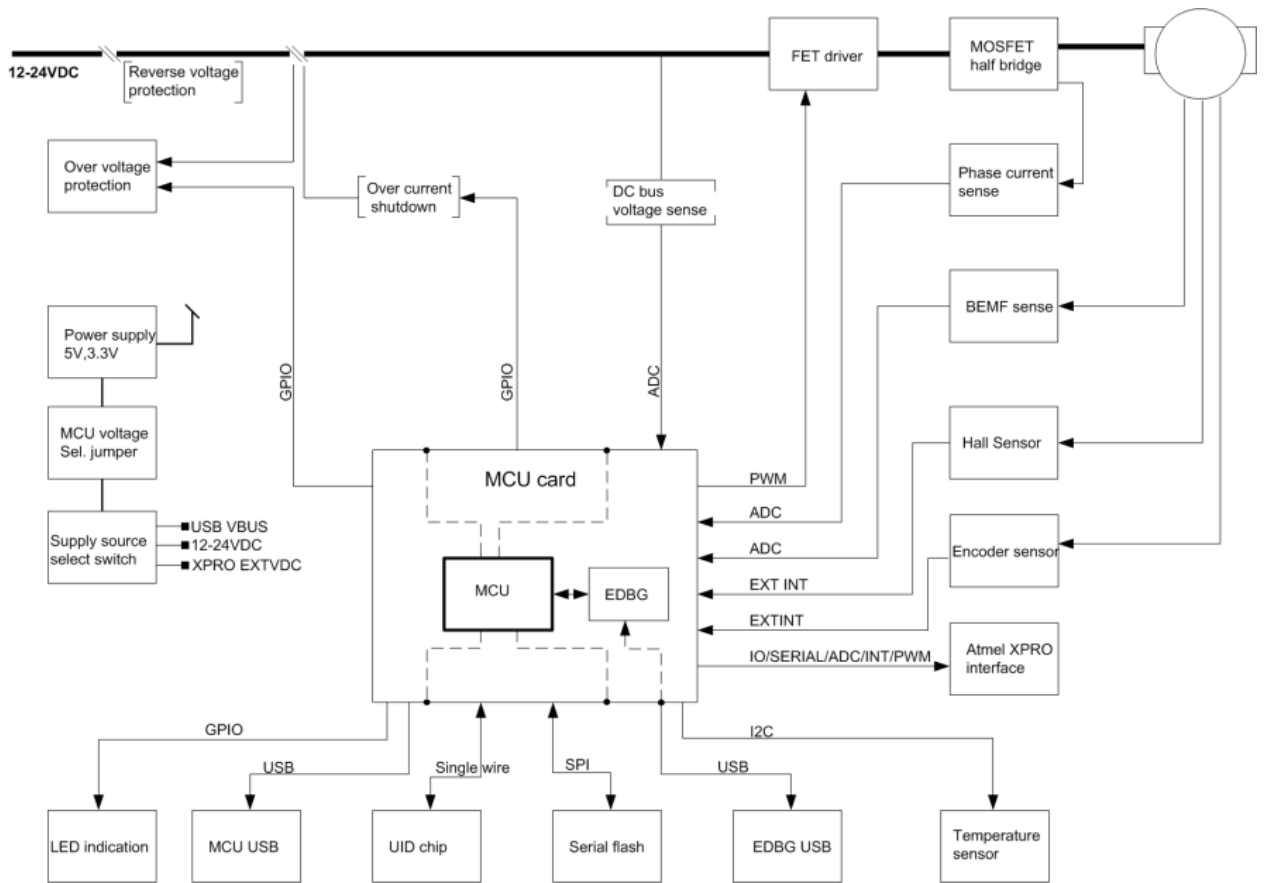 12-24VDC
Reverse voltage
protection
FET driver
MOSFET
half bridge
Over voltage
protection
Over current
shutdown
DC bus
voltage sense
Phase current
sense
BEMF sense
Power supply
5V,3.3V
GPIO
GPIO
ADC
MCU voltage
Sel. jumper
Hall Sensor
MCU card
PWM
ADC
Supply source
select switch
USB VBUS
12-24VDC
XPRO EXTVDC
ADC
Encoder sensor
MCU
EDBG
EXT INT
EXTINT
IO/SERIAL/ADC/INT/PWM
Atmel XPRO
interface
GPIO
USB
Single wire
SPI
USB
I2C
LED indication
MCU USB
UID chip
Serial flash
EDBG USB
Temperature
sensor